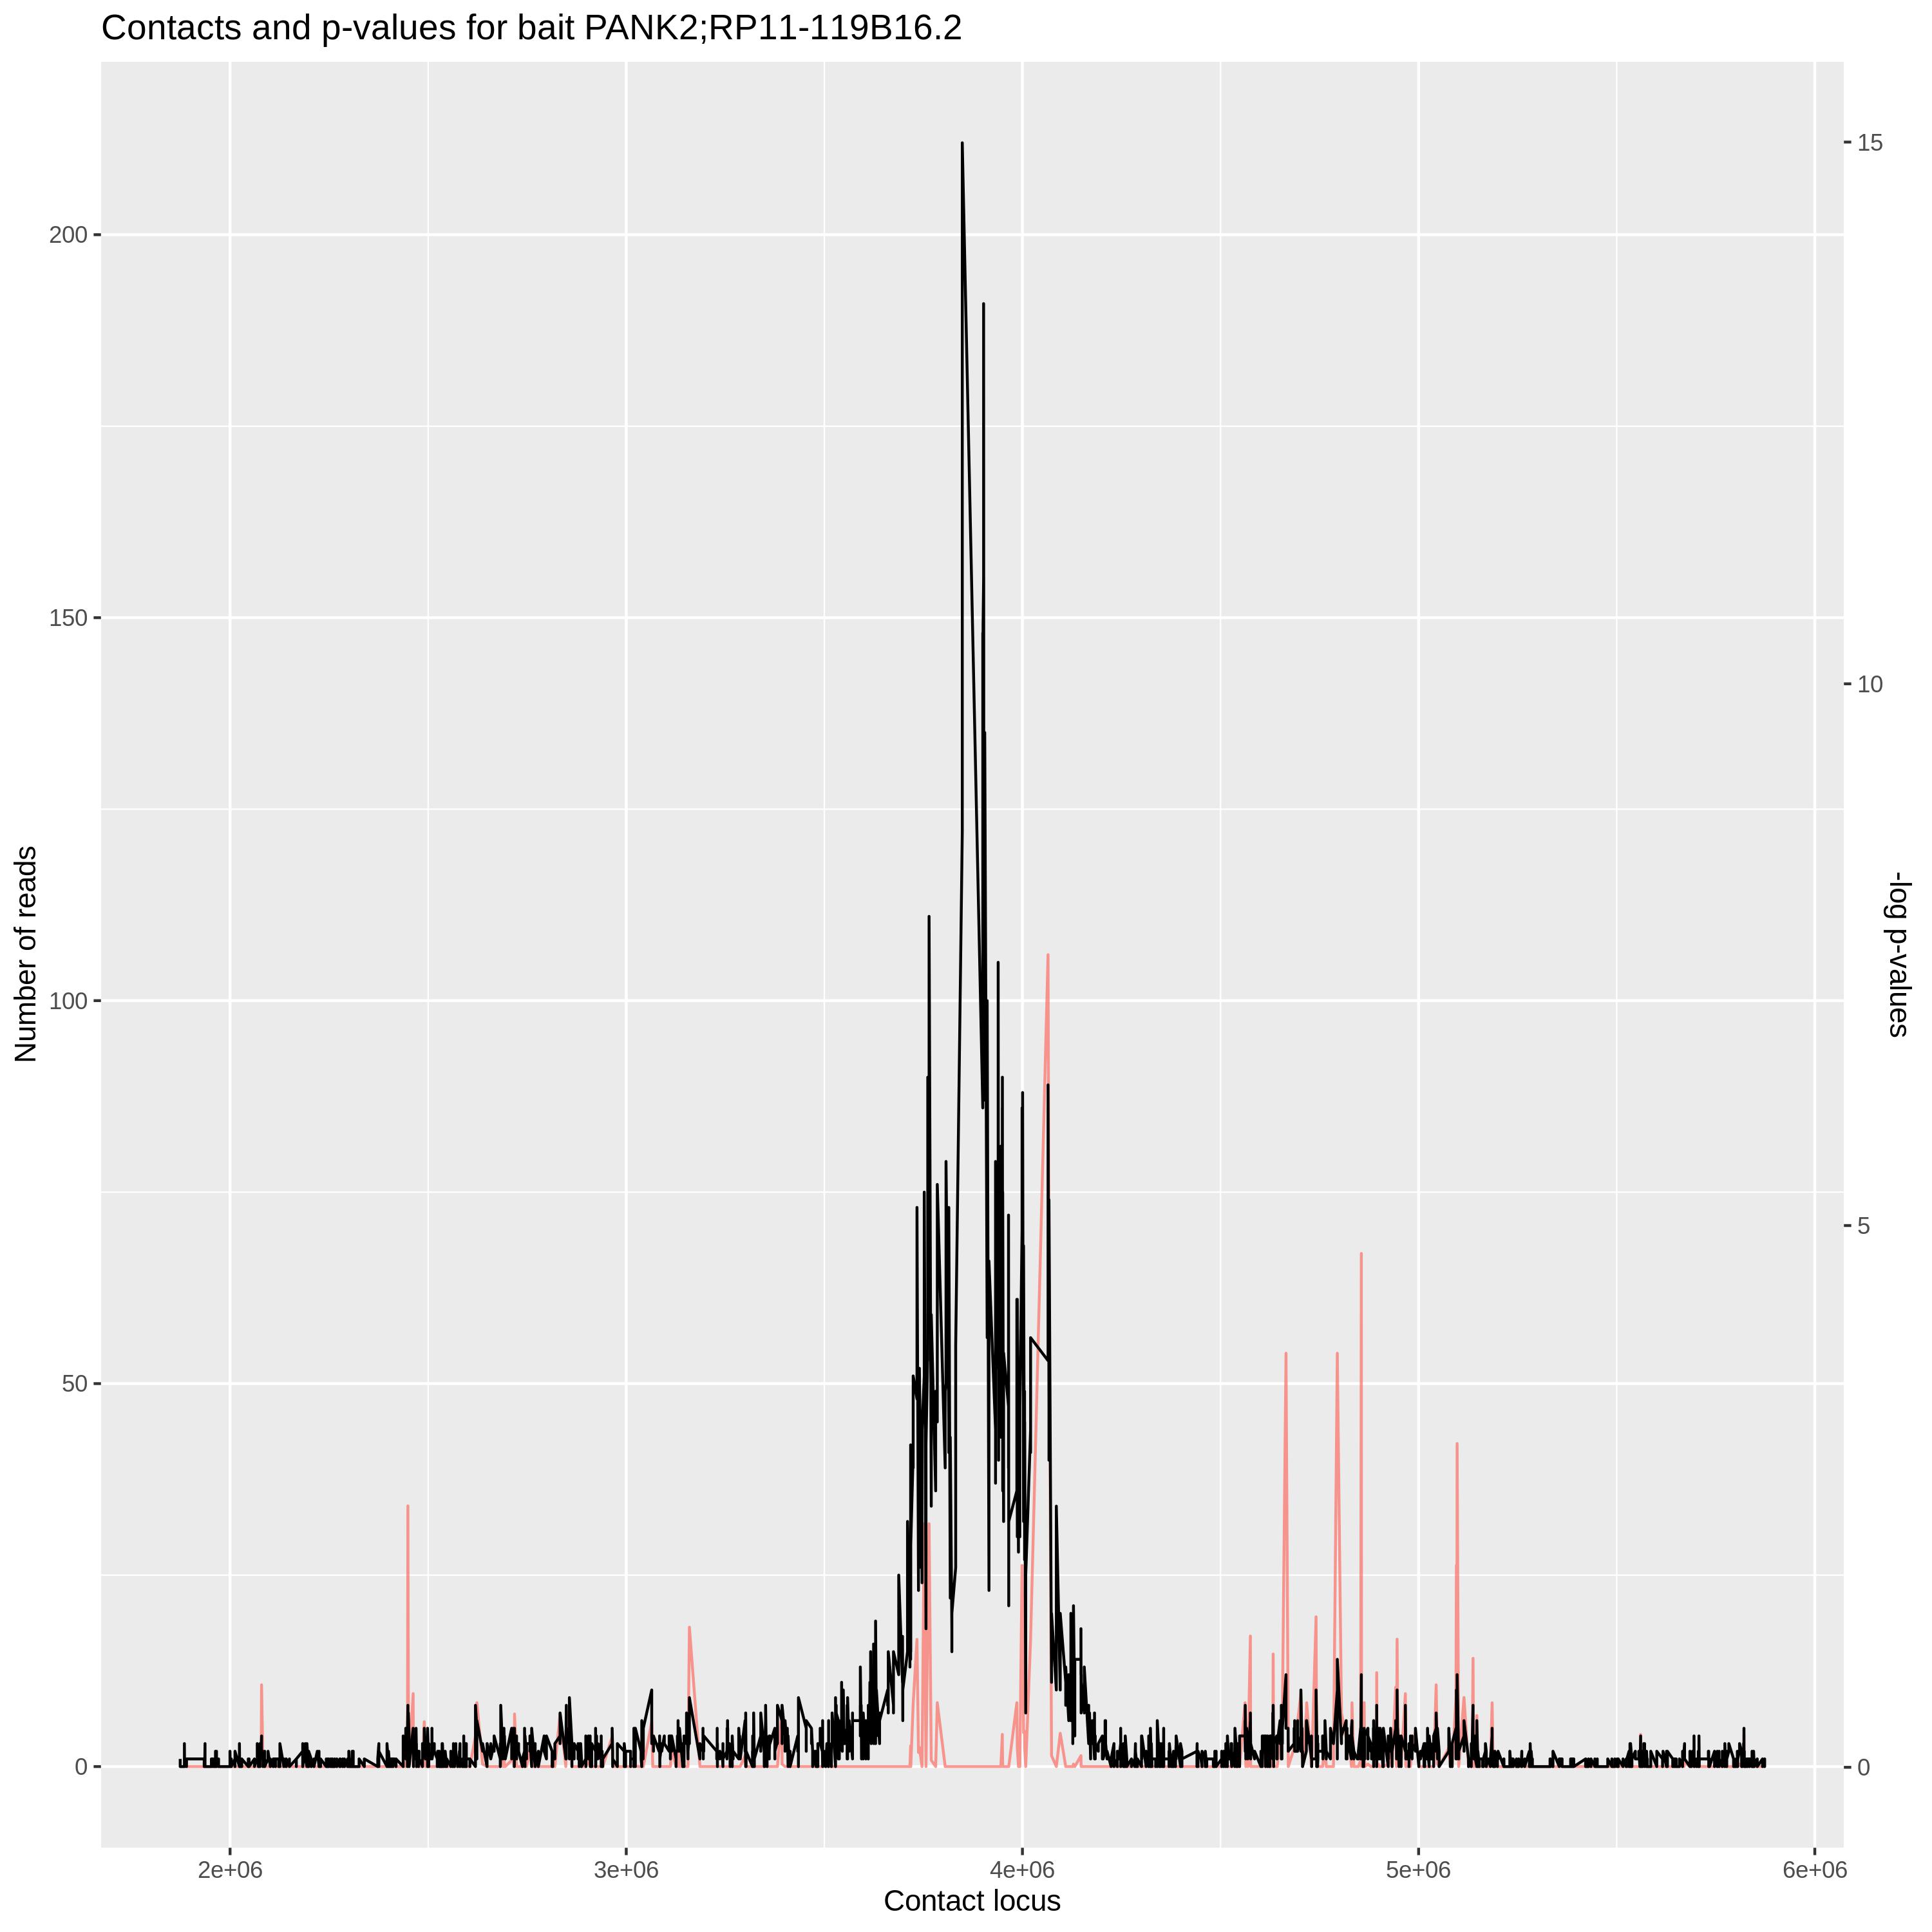 Contacts and p-values for bait PANK2;RP11-119B16.2
200
150
100
50
0
Number of reads
15
10
5
0
-log p-values
2e+06
3e+06
4e+06
5e+06
6e+06
Contact locus